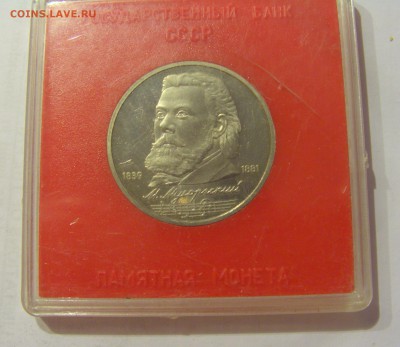 COINS.LAVE.RU
ГОСУДАРСТВЕННЫЙ БАНК
СССР
1839 1881
М. Мусоргский
ПАМЯТНАЯ МОНЕТА